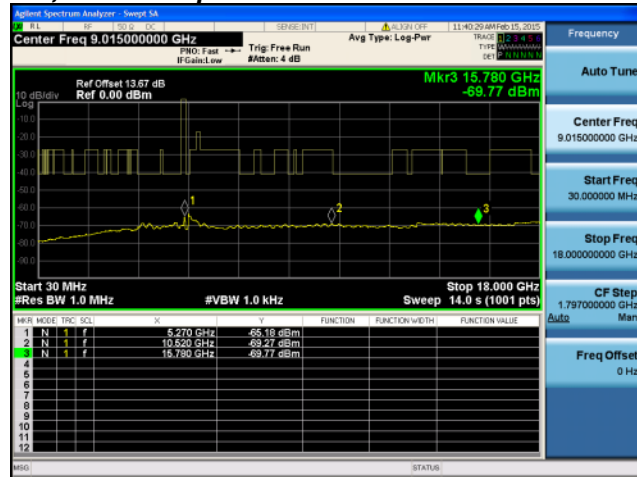 Agilent Spectrum Analyzer - Swept SA
RL RF 50 Ω DC SENSE:INT ALIGN OFF 11:40:29 AM Feb 15, 2015
Center Freq 9.015000000 GHz
PNO: Fast
IFGain:Low
Trig: Free Run
#Atten: 4 dB
Avg Type: Log-Pwr
TRACE 1 2 3 4 5 6
TYPE
DET P N N N N N
Frequency
Auto Tune
Mkr3 15.780 GHz
-69.77 dBm
Ref Offset 13.67 dB
Ref 0.00 dBm
10 dB/div
Log
-10.0
-20.0
-30.0
-40.0
-50.0
-60.0
-70.0
-80.0
-90.0
1
2
3
Center Freq
9.015000000 GHz
Start Freq
30.000000 MHz
Stop Freq
18.000000000 GHz
Start 30 MHz
Stop 18.000 GHz
#Res BW 1.0 MHz #VBW 1.0 kHz Sweep 14.0 s (1001 pts)
CF Step
1.797000000 GHz
Auto Man
MKR MODE TRC SCL X Y FUNCTION FUNCTION WIDTH FUNCTION VALUE
1 N 1 f 5.270 GHz -65.18 dBm
2 N 1 f 10.520 GHz -69.27 dBm
3 N 1 f 15.780 GHz -69.77 dBm
4
5
6
7
8
9
10
11
12
Freq Offset
0 Hz
MSG STATUS